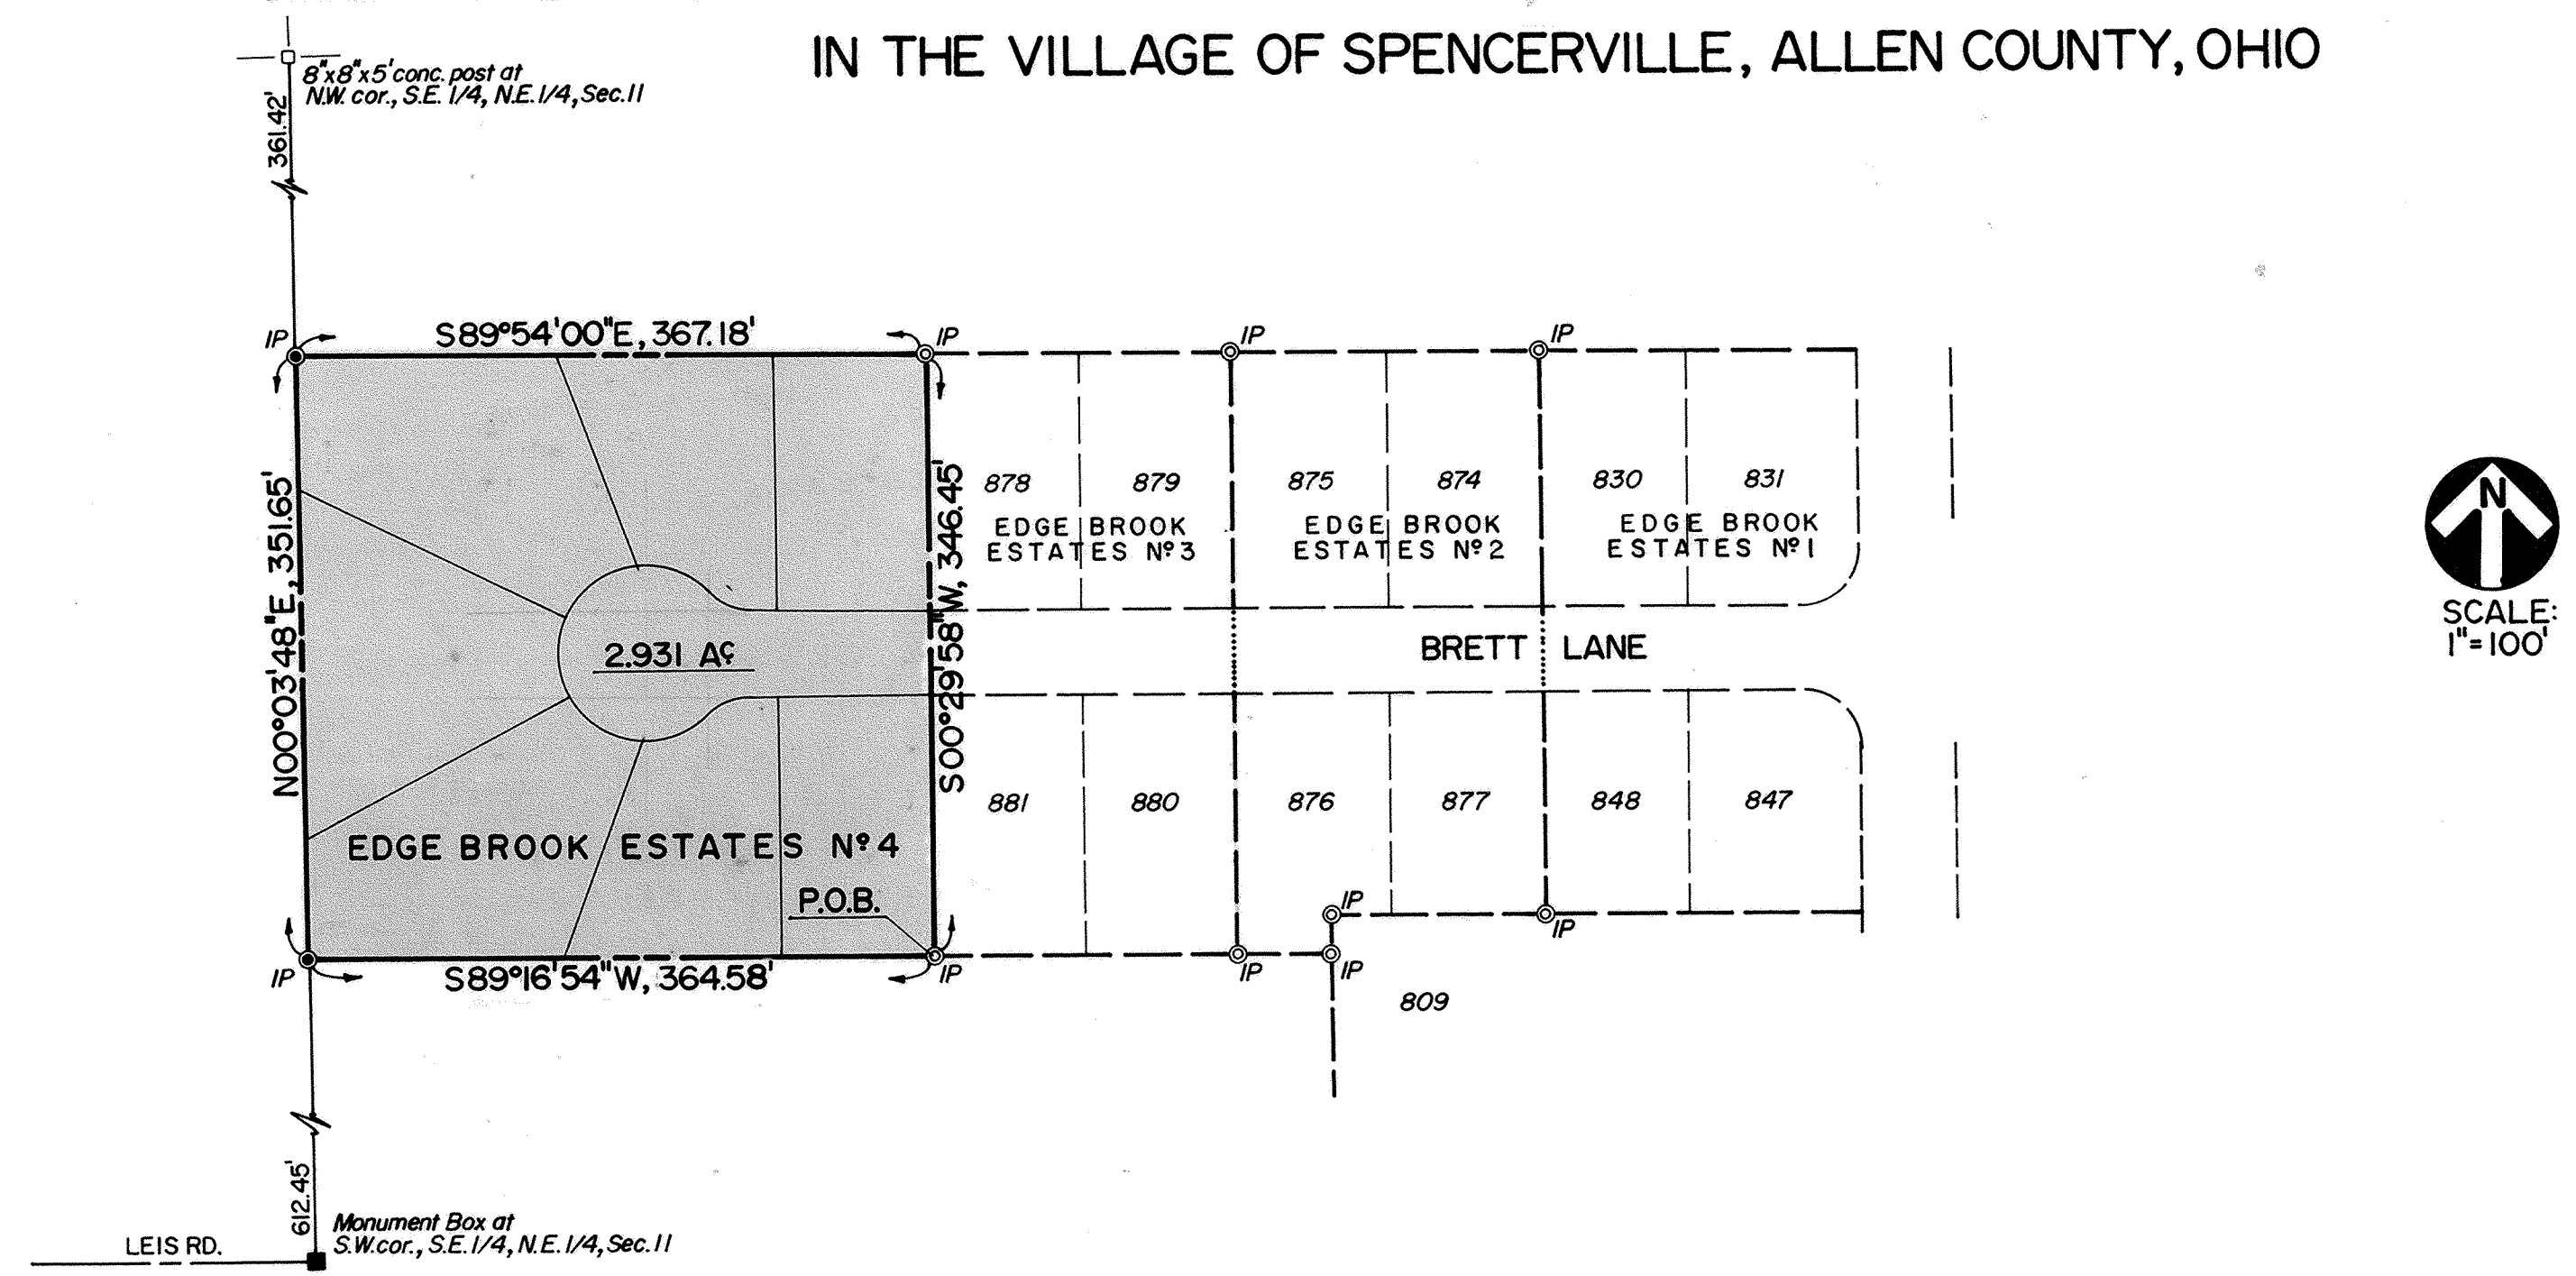 IN THE VILLAGE OF SPENCERVILLE, ALLEN COUNTY, OHIO
8"x8"x5' conc. post at
N.W. cor., S.E. 1/4, N.E. 1/4, Sec. 11
361.42'
IP
S89°54'00"E, 367.18'
IP
IP
IP
N00°03'48"E, 351.65'
S00°29'58"W, 346.45'
878
879
875
874
830
831
EDGE BROOK
ESTATES Nº 3
EDGE BROOK
ESTATES Nº 2
EDGE BROOK
ESTATES Nº 1
N
SCALE:
1"=100'
2.931 Ac
BRETT LANE
881
880
876
877
848
847
EDGE BROOK ESTATES Nº 4
P.O.B.
IP
IP
IP
S89°16'54"W, 364.58'
IP
IP
IP
809
612.45'
Monument Box at
S.W. cor., S.E. 1/4, N.E. 1/4, Sec. 11
LEIS RD.